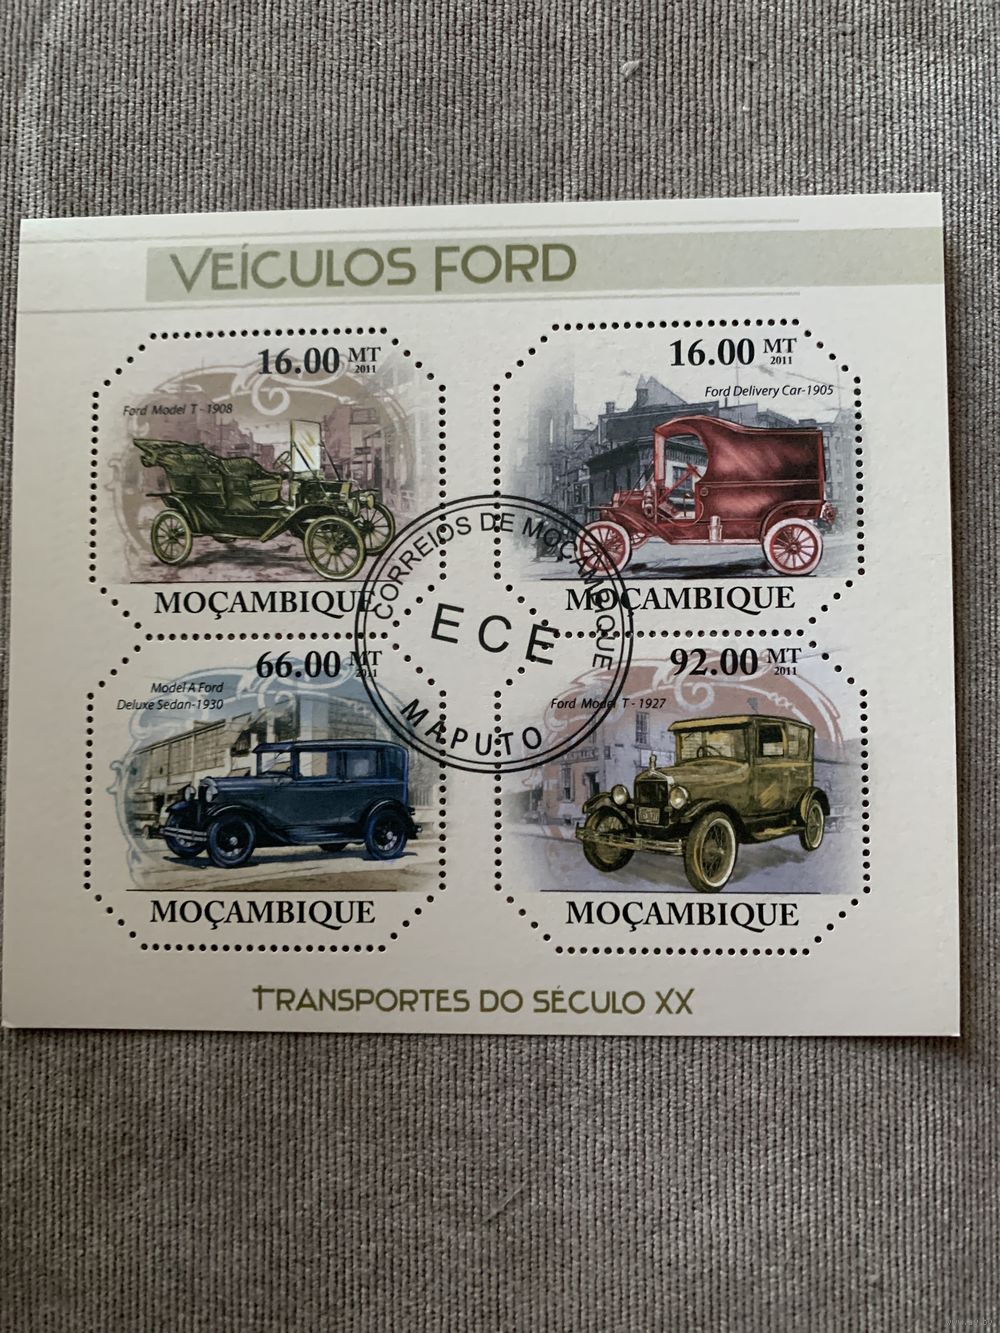 VEÍCULOS FORD
16.00 MT
2011
Ford Model T - 1908
MOÇAMBIQUE
16.00 MT
2011
Ford Delivery Car-1905
MOÇAMBIQUE
CORREIOS DE MOÇAMBIQUE
ECE
MAPUTO
66.00 MT
2011
Model A Ford
Deluxe Sedan-1930
MOÇAMBIQUE
92.00 MT
2011
Ford Model T - 1927
MOÇAMBIQUE
TRANSPORTES DO SÉCULO XX